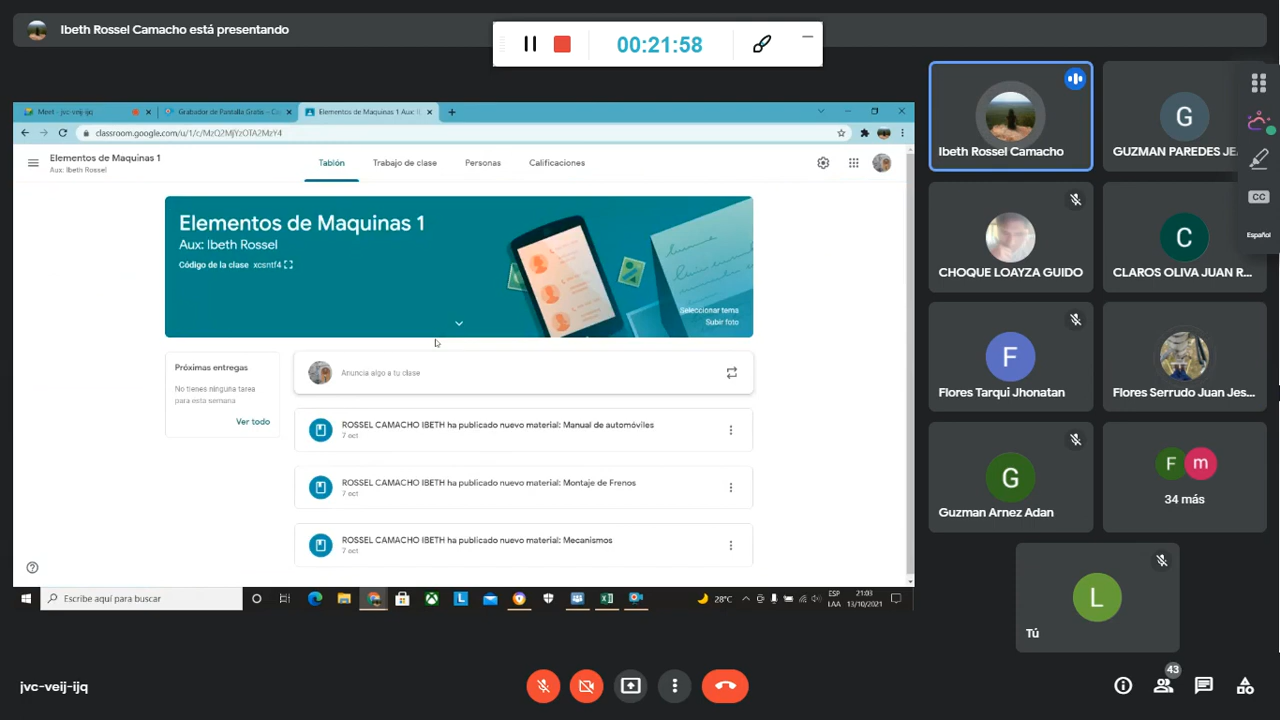 Ibeth Rossel Camacho está presentando
00:21:58
Meet - jvc-veij-ijq
Grabador de Pantalla Gratis – C
Elementos de Maquinas 1 Aux: Ib
classroom.google.com/u/1/c/MzQ2MjYzOTA2MzY4
Elementos de Maquinas 1
Aux: Ibeth Rossel
Tablón
Trabajo de clase
Personas
Calificaciones
Elementos de Maquinas 1
Aux: Ibeth Rossel
Código de la clase xcsntf4
Seleccionar tema
Subir foto
Próximas entregas
No tienes ninguna tarea
para esta semana
Ver todo
Anuncia algo a tu clase
ROSSEL CAMACHO IBETH ha publicado nuevo material: Manual de automóviles
7 oct
ROSSEL CAMACHO IBETH ha publicado nuevo material: Montaje de Frenos
7 oct
ROSSEL CAMACHO IBETH ha publicado nuevo material: Mecanismos
7 oct
Escribe aquí para buscar
28°C
ESP
LAA
21:03
13/10/2021
Ibeth Rossel Camacho
G
GUZMAN PAREDES JE
CHOQUE LOAYZA GUIDO
C
CLAROS OLIVA JUAN R...
F
Flores Tarqui Jhonatan
Flores Serrudo Juan Jes...
G
Guzman Arnez Adan
F
m
34 más
L
Tú
CC
Español
jvc-veij-ijq
43